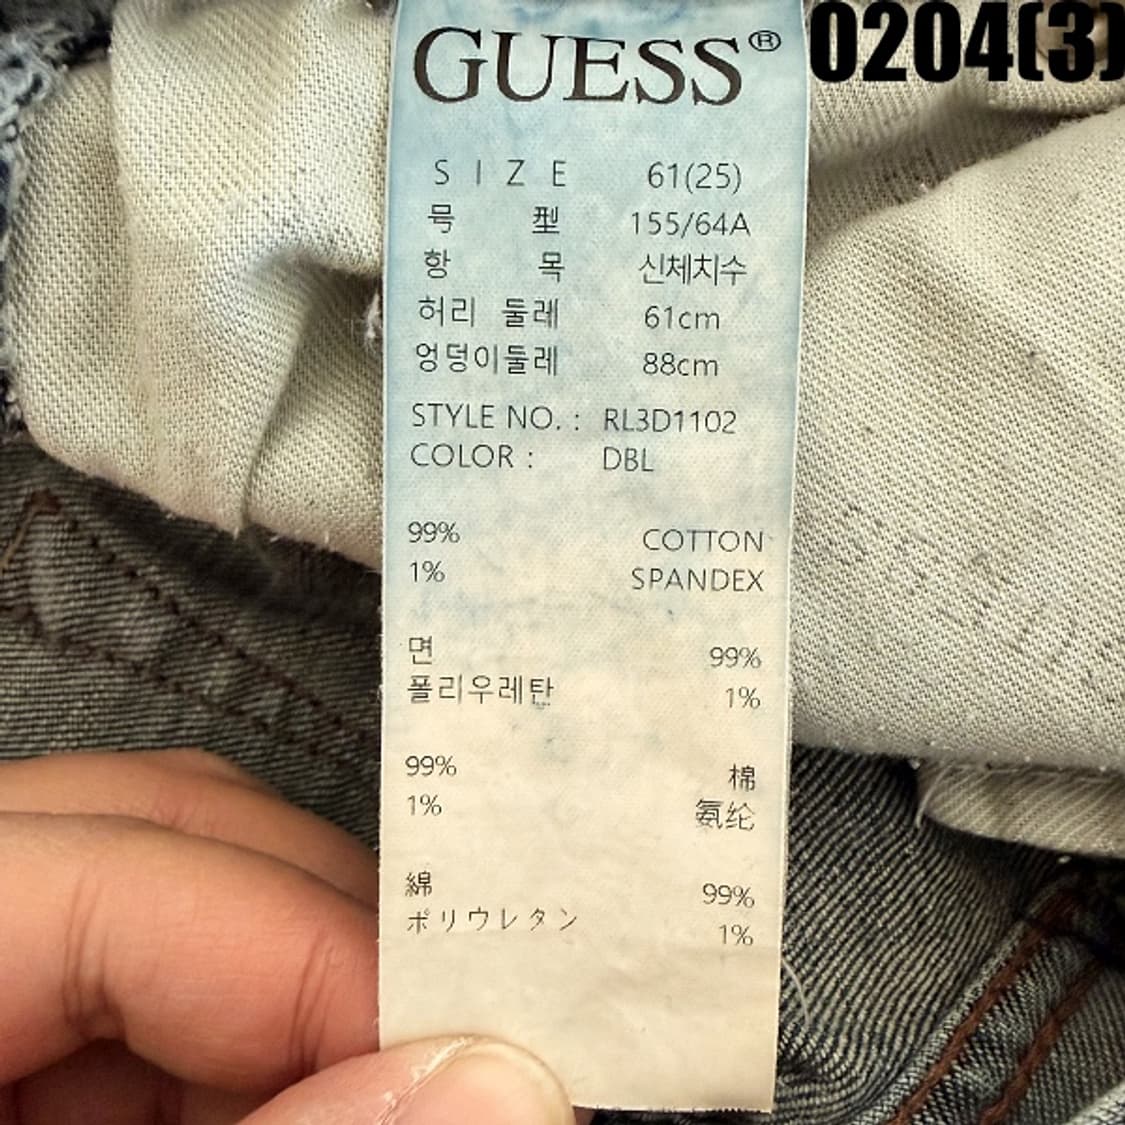 GUESS®
0204(3)
SIZE 61(25)
号 型 155/64A
항 목 신체치수
허리 둘레 61cm
엉덩이둘레 88cm
STYLE NO. : RL3D1102
COLOR : DBL
99% COTTON
1% SPANDEX
면 99%
폴리우레탄 1%
99% 棉
1% 氨纶
綿 99%
ポリウレタン 1%